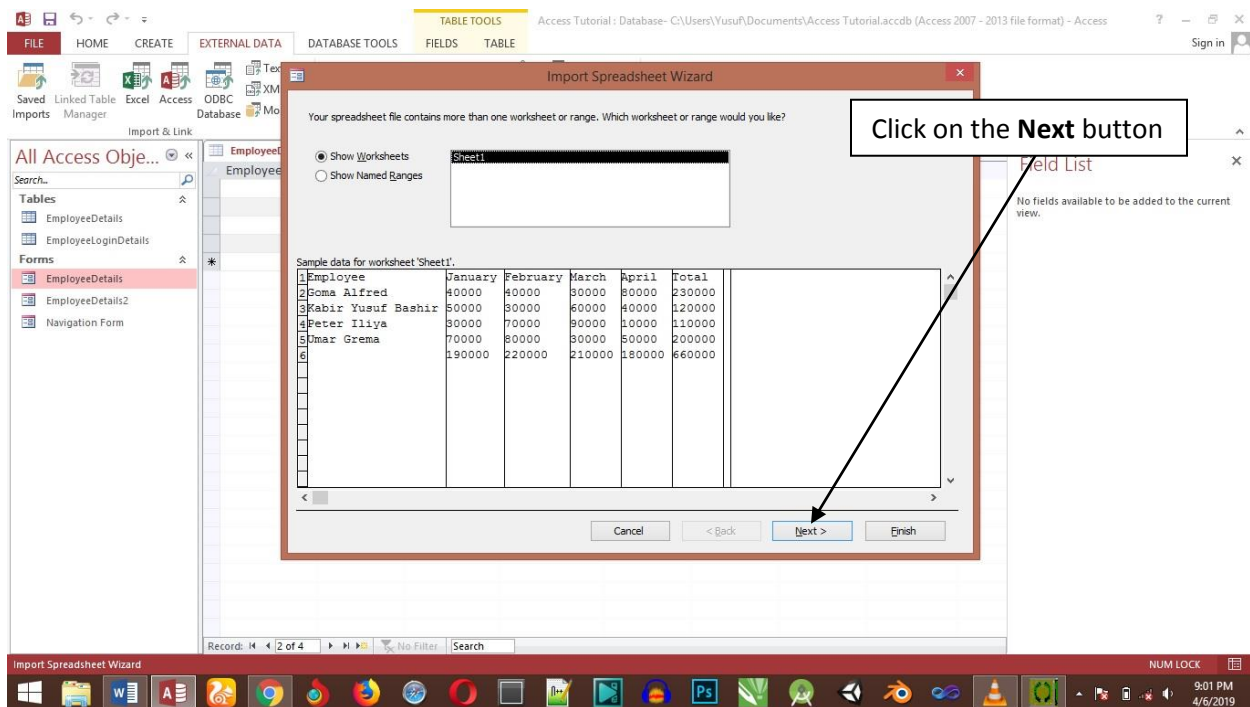 TABLE TOOLS
Access Tutorial : Database- C:\Users\Yusuf\Documents\Access Tutorial.accdb (Access 2007 - 2013 file format) - Access
?
FILE HOME CREATE EXTERNAL DATA DATABASE TOOLS FIELDS TABLE
Sign in
Saved Imports
Linked Table Manager
Excel
Access
ODBC Database
Tex
XM
Mo
Import & Link
Import Spreadsheet Wizard
Your spreadsheet file contains more than one worksheet or range. Which worksheet or range would you like?
Click on the Next button
Show Worksheets
Show Named Ranges
Sheet1
All Access Obje...
Search...
Tables
EmployeeDetails
EmployeeLoginDetails
Forms
EmployeeDetails
EmployeeDetails2
Navigation Form
EmployeeD
Employee
*
Field List
No fields available to be added to the current
view.
Sample data for worksheet 'Sheet1'.
1 Employee January February March April Total
2 Goma Alfred 40000 40000 30000 80000 230000
3 Kabir Yusuf Bashir 50000 30000 60000 40000 120000
4 Peter Iliya 30000 70000 90000 10000 110000
5 Umar Grema 70000 80000 30000 50000 200000
6 190000 220000 210000 180000 660000
Cancel < Back Next > Finish
Record: 2 of 4 No Filter Search
Import Spreadsheet Wizard
NUM LOCK
Ps
9:01 PM
4/6/2019